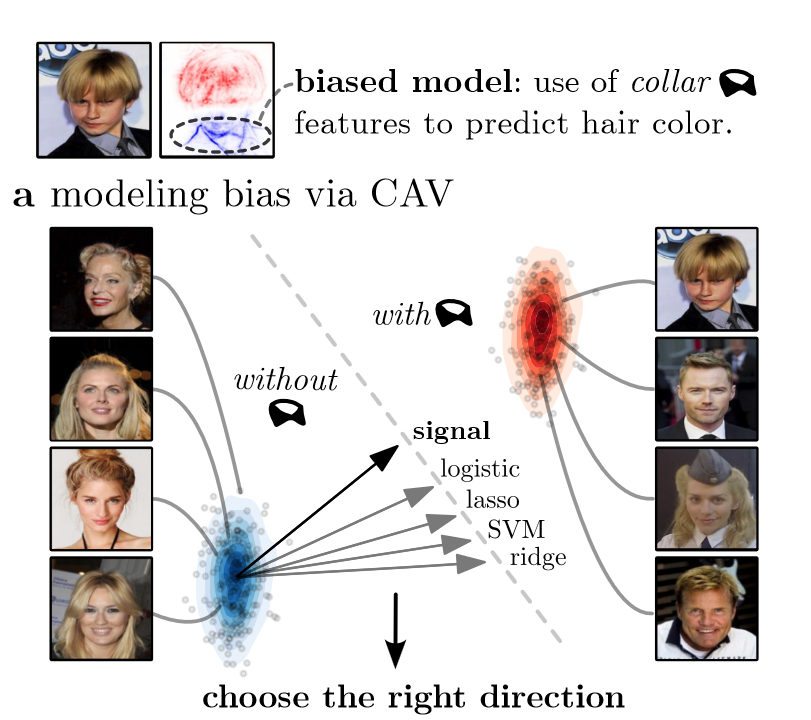 biased model: use of collar
features to predict hair color.
a modeling bias via CAV
with
without
signal
logistic
lasso
SVM
ridge
choose the right direction